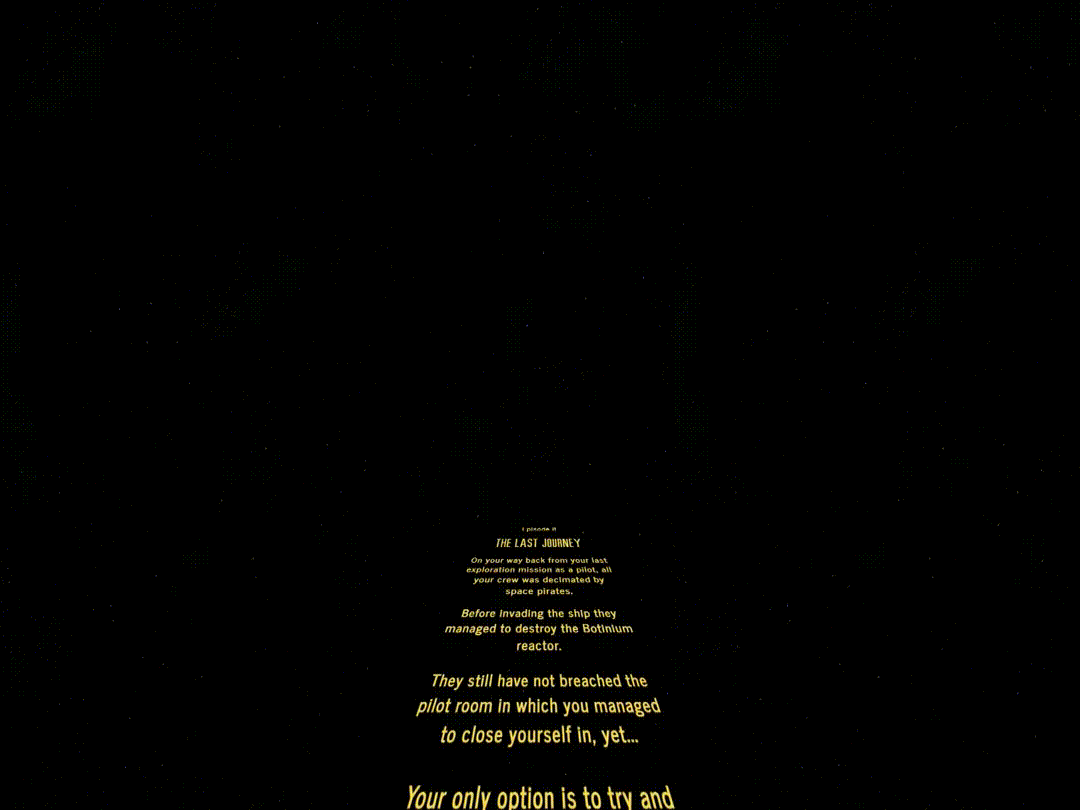 THE LAST JOURNEY
On your way back from your last
exploration mission as a pilot, all
your crew was decimated by
space pirates.
Before invading the ship they
managed to destroy the Botinium
reactor.
They still have not breached the
pilot room in which you managed
to close yourself in, yet...
Your only option is to try and